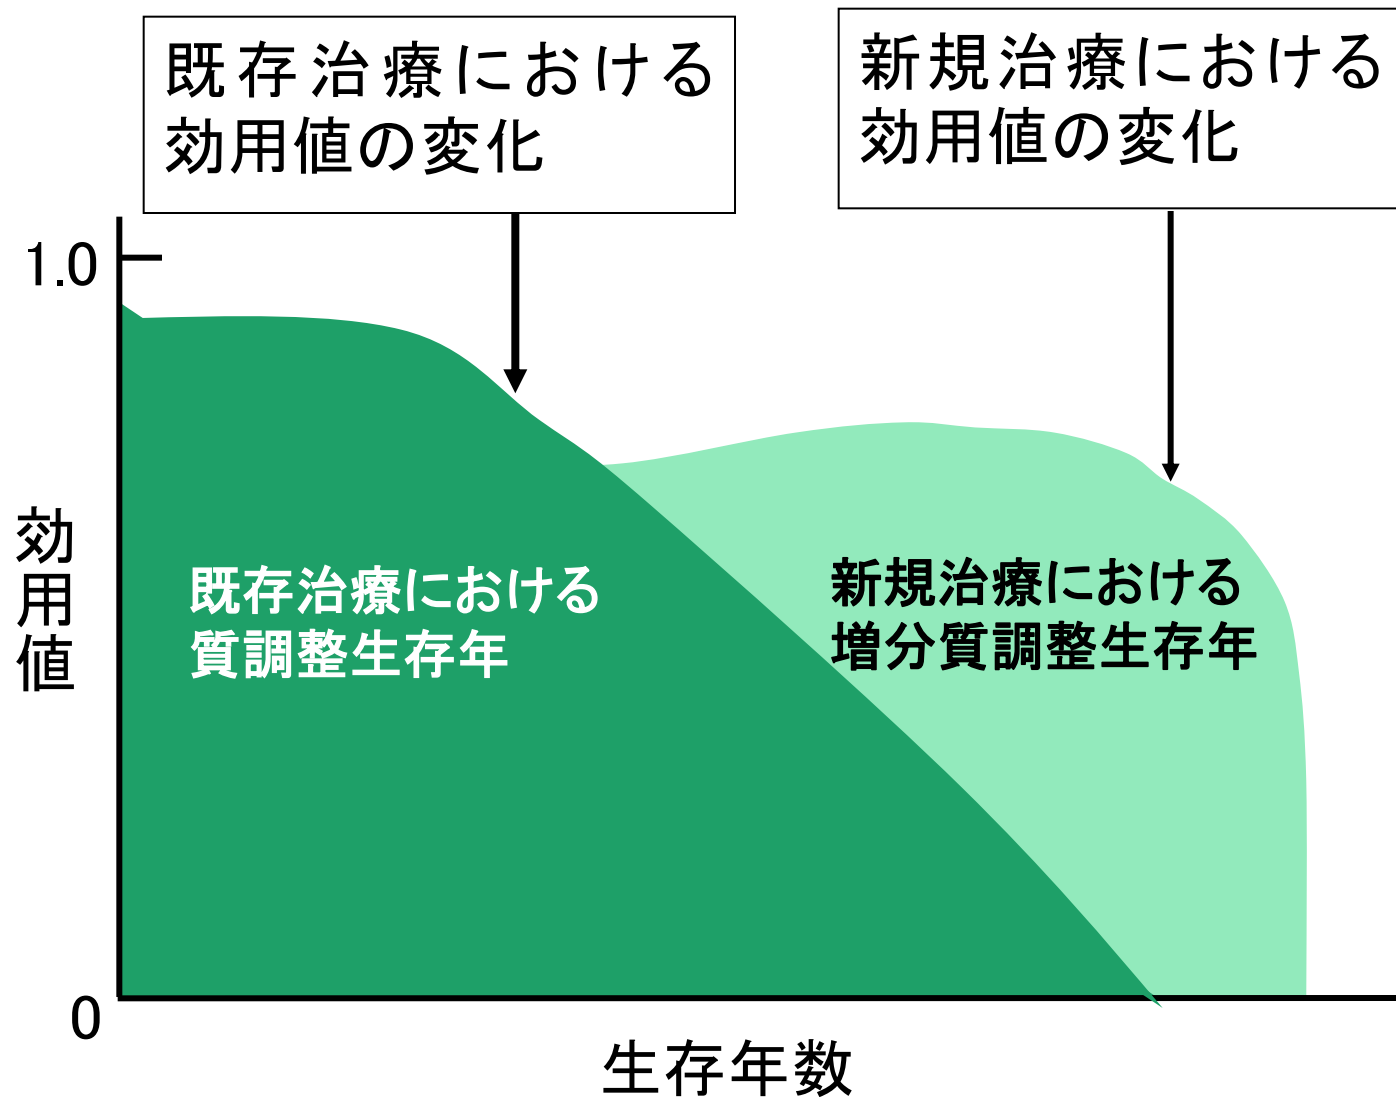 既存治療における
効用値の変化
新規治療における
効用値の変化
1.0
効用値
既存治療における
質調整生存年
新規治療における
増分質調整生存年
0
生存年数